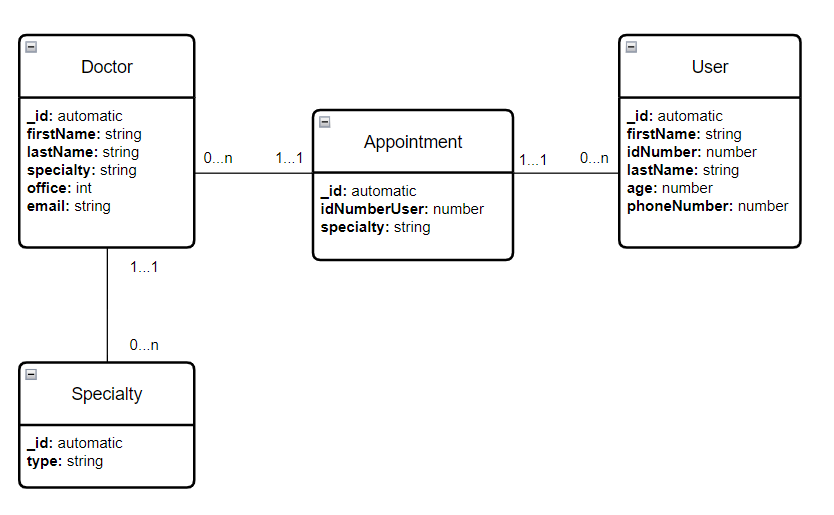 Doctor
_id: automatic
firstName: string
lastName: string
specialty: string
office: int
email: string
0...n
1...1
Appointment
_id: automatic
idNumberUser: number
specialty: string
1...1
0...n
User
_id: automatic
firstName: string
idNumber: number
lastName: string
age: number
phoneNumber: number
1...1
0...n
Specialty
_id: automatic
type: string